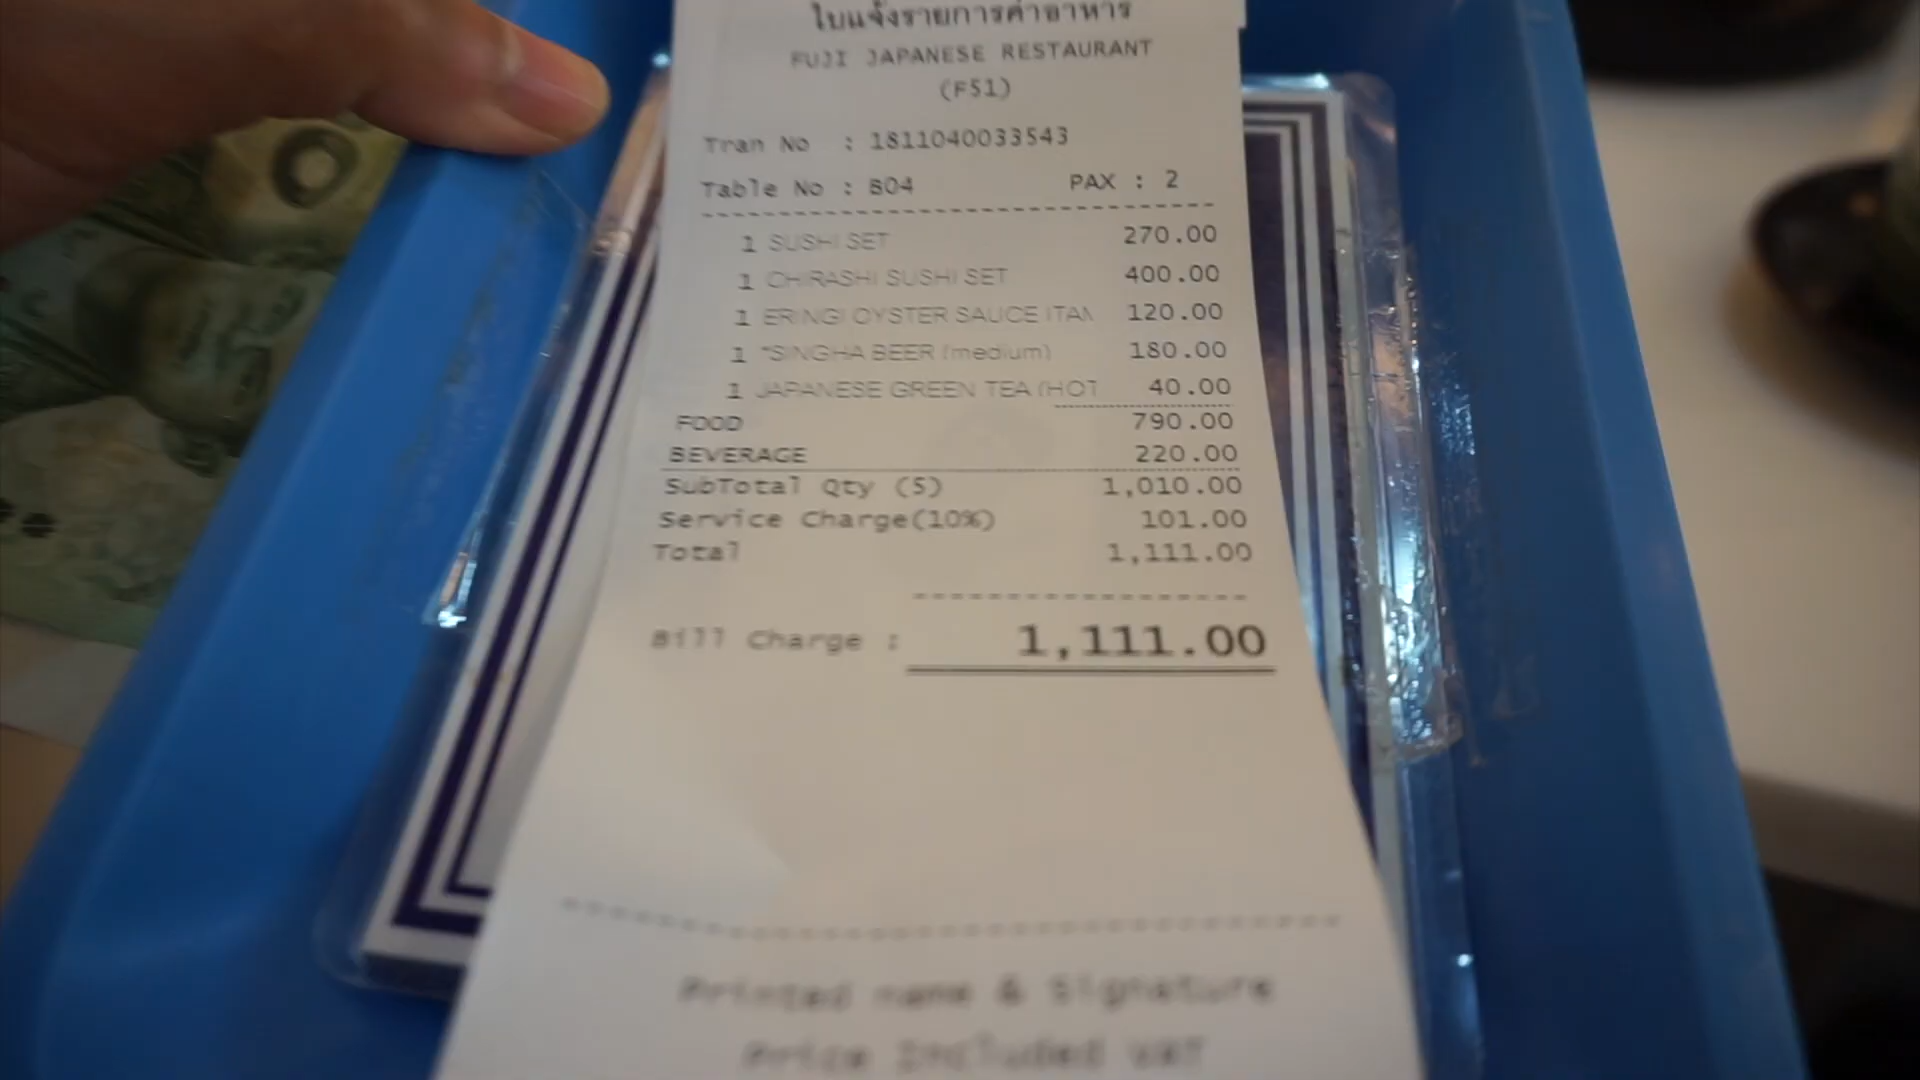 ใบแจ้งรายการค่าอาหาร
FUJI JAPANESE RESTAURANT
(F51)
Tran No : 1811040033543
Table No : B04 PAX : 2
1 SUSHI SET 270.00
1 CHIRASHI SUSHI SET 400.00
1 ERINGI OYSTER SAUCE ITAM 120.00
1 *SINGHA BEER (medium) 180.00
1 JAPANESE GREEN TEA (HOT 40.00
FOOD 790.00
BEVERAGE 220.00
SubTotal Qty (5) 1,010.00
Service Charge(10%) 101.00
Total 1,111.00
Bill Charge : 1,111.00
Printed name & Signature
Price Included VAT